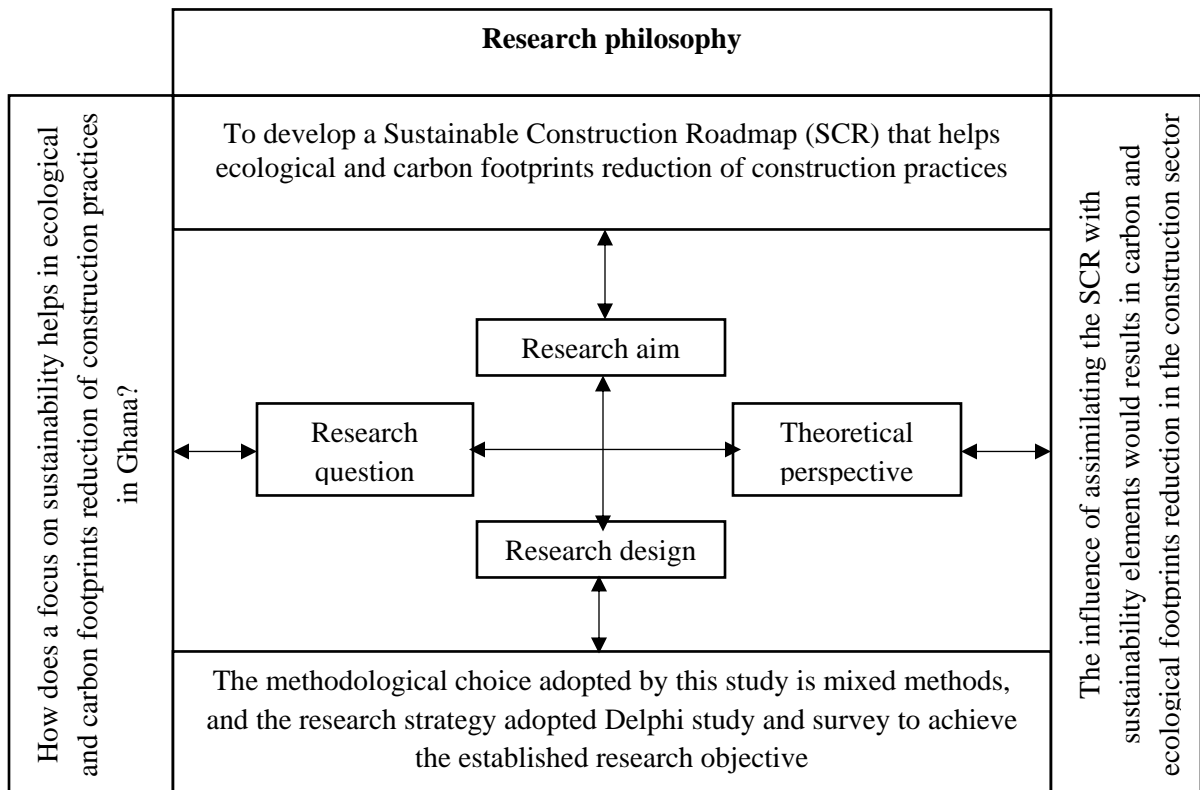 Research philosophy
To develop a Sustainable Construction Roadmap (SCR) that helps
ecological and carbon footprints reduction of construction practices
How does a focus on sustainability helps in ecological
and carbon footprints reduction of construction practices
in Ghana?
Research aim
Research
question
Theoretical
perspective
Research design
The influence of assimilating the SCR with
sustainability elements would results in carbon and
ecological footprints reduction in the construction sector
The methodological choice adopted by this study is mixed methods,
and the research strategy adopted Delphi study and survey to achieve
the established research objective